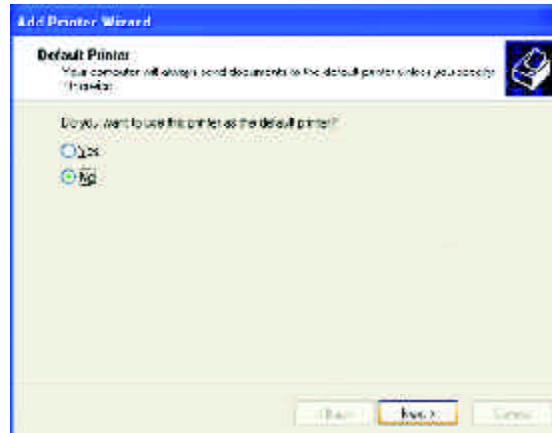 Add Printer Wizard
Default Printer
Your computer will always send documents to the default printer unless you specify
otherwise.
Do you want to use this printer as the default printer?
Yes
No
< Back
Next >
Cancel